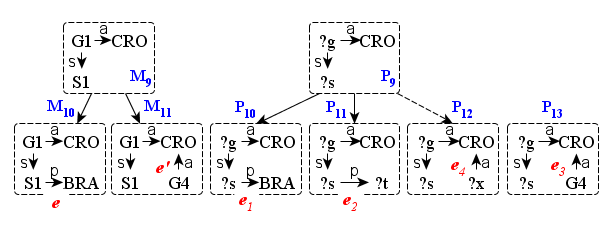 a
G1 CRO
s
S1 M9
a
?g CRO
s
?s P9
M10 M11 P10 P11 P12 P13
a
G1 CRO
s p
S1 BRA
e
a
G1 CRO
s e' a
S1 G4
a
?g CRO
s p
?s BRA
e1
a
?g CRO
s p
?s ?t
e2
a
?g CRO
s e4 a
?s ?x
a
?g CRO
s e3 a
?s G4